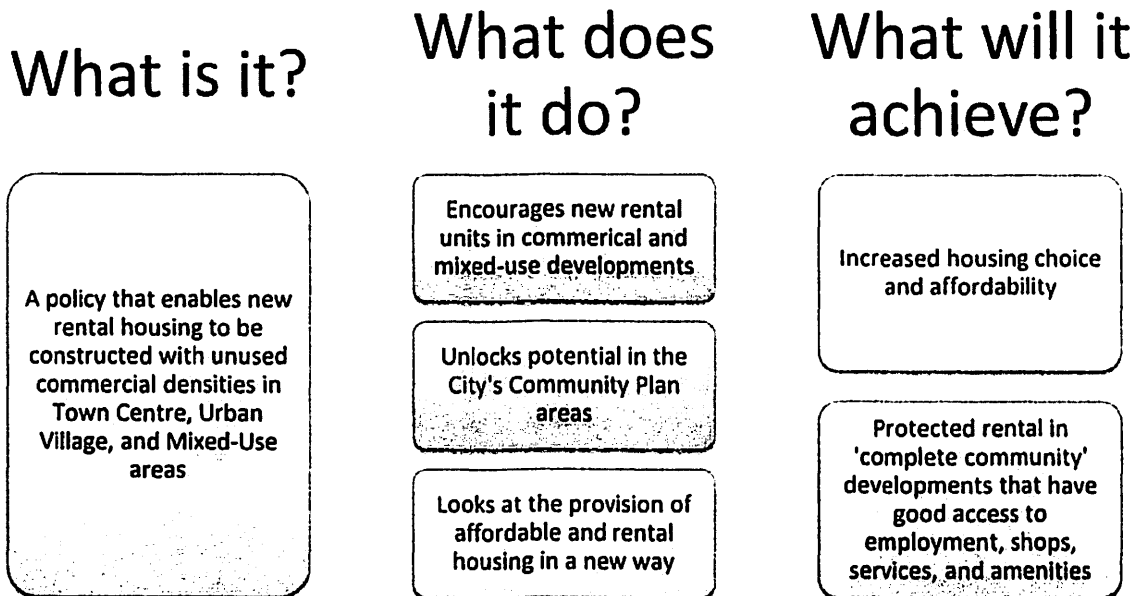 What is it?
A policy that enables new
rental housing to be
constructed with unused
commercial densities in
Town Centre, Urban
Village, and Mixed-Use
areas
What does
it do?
Encourages new rental
units in commerical and
mixed-use developments
Unlocks potential in the
City's Community Plan
areas
Looks at the provision of
affordable and rental
housing in a new way
What will it
achieve?
Increased housing choice
and affordability
Protected rental in
'complete community'
developments that have
good access to
employment, shops,
services, and amenities